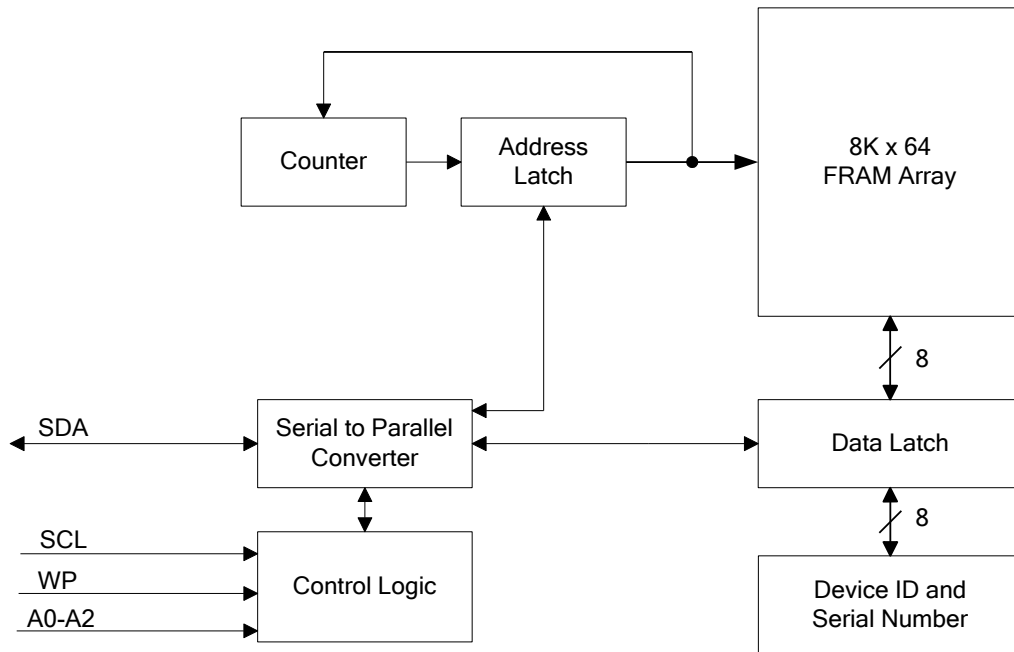 Counter
Address
Latch
8K x 64
FRAM Array
8
SDA
Serial to Parallel
Converter
Data Latch
8
SCL
WP
A0-A2
Control Logic
Device ID and
Serial Number